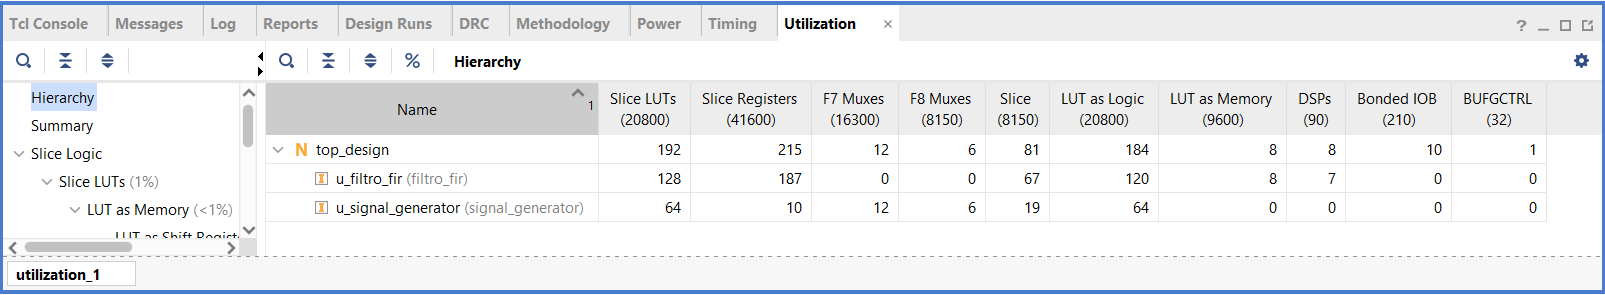 Tcl Console Messages Log Reports Design Runs DRC Methodology Power Timing Utilization × ? _
% Hierarchy
Hierarchy
Summary
Slice Logic
Slice LUTs (1%)
LUT as Memory (<1%)
LUT as Shift Regist
Name 1 Slice LUTs (20800) Slice Registers (41600) F7 Muxes (16300) F8 Muxes (8150) Slice (8150) LUT as Logic (20800) LUT as Memory (9600) DSPs (90) Bonded IOB (210) BUFGCTRL (32)
N top_design 192 215 12 6 81 184 8 8 10 1
I u_filtro_fir (filtro_fir) 128 187 0 0 67 120 8 7 0 0
I u_signal_generator (signal_generator) 64 10 12 6 19 64 0 0 0 0
utilization_1